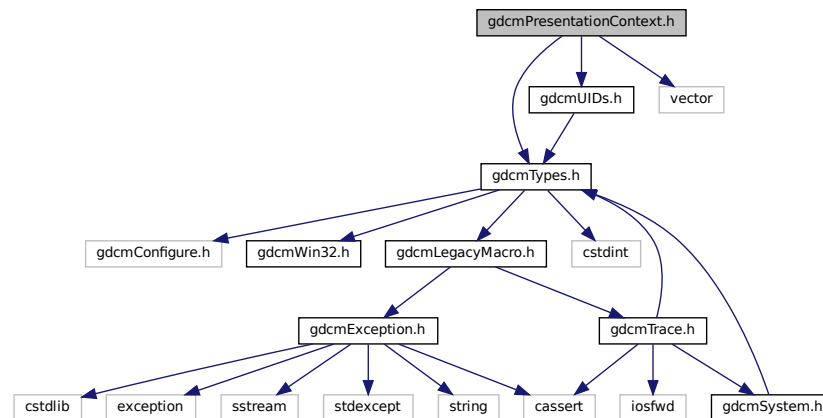 gdcmPresentationContext.h
gdcmUIDs.h
vector
gdcmTypes.h
gdcmConfigure.h
gdcmWin32.h
gdcmLegacyMacro.h
cstdint
gdcmException.h
gdcmTrace.h
cstdlib
exception
sstream
stdexcept
string
cassert
iosfwd
gdcmSystem.h